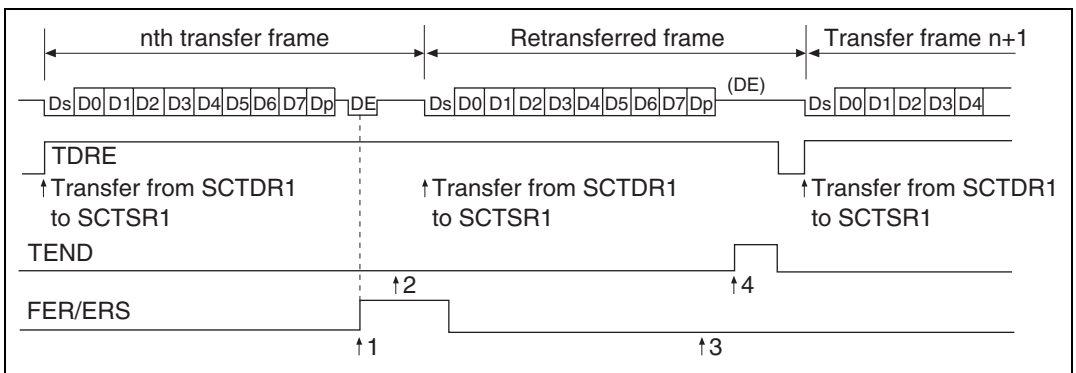 nth transfer frame Retransferred frame Transfer frame n+1
(DE)
Ds D0 D1 D2 D3 D4 D5 D6 D7 Dp DE Ds D0 D1 D2 D3 D4 D5 D6 D7 Dp Ds D0 D1 D2 D3 D4
TDRE
Transfer from SCTDR1 Transfer from SCTDR1 Transfer from SCTDR1
to SCTSR1 to SCTSR1 to SCTSR1
TEND
2 4
FER/ERS
1 3